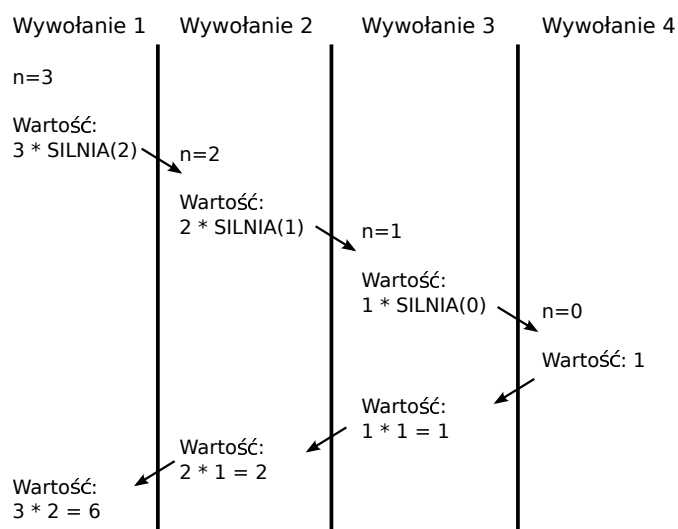 Wywołanie 1
Wywołanie 2
Wywołanie 3
Wywołanie 4
n=3
Wartość:
3 * SILNIA(2)
n=2
Wartość:
2 * SILNIA(1)
n=1
Wartość:
1 * SILNIA(0)
n=0
Wartość: 1
Wartość:
1 * 1 = 1
Wartość:
2 * 1 = 2
Wartość:
3 * 2 = 6